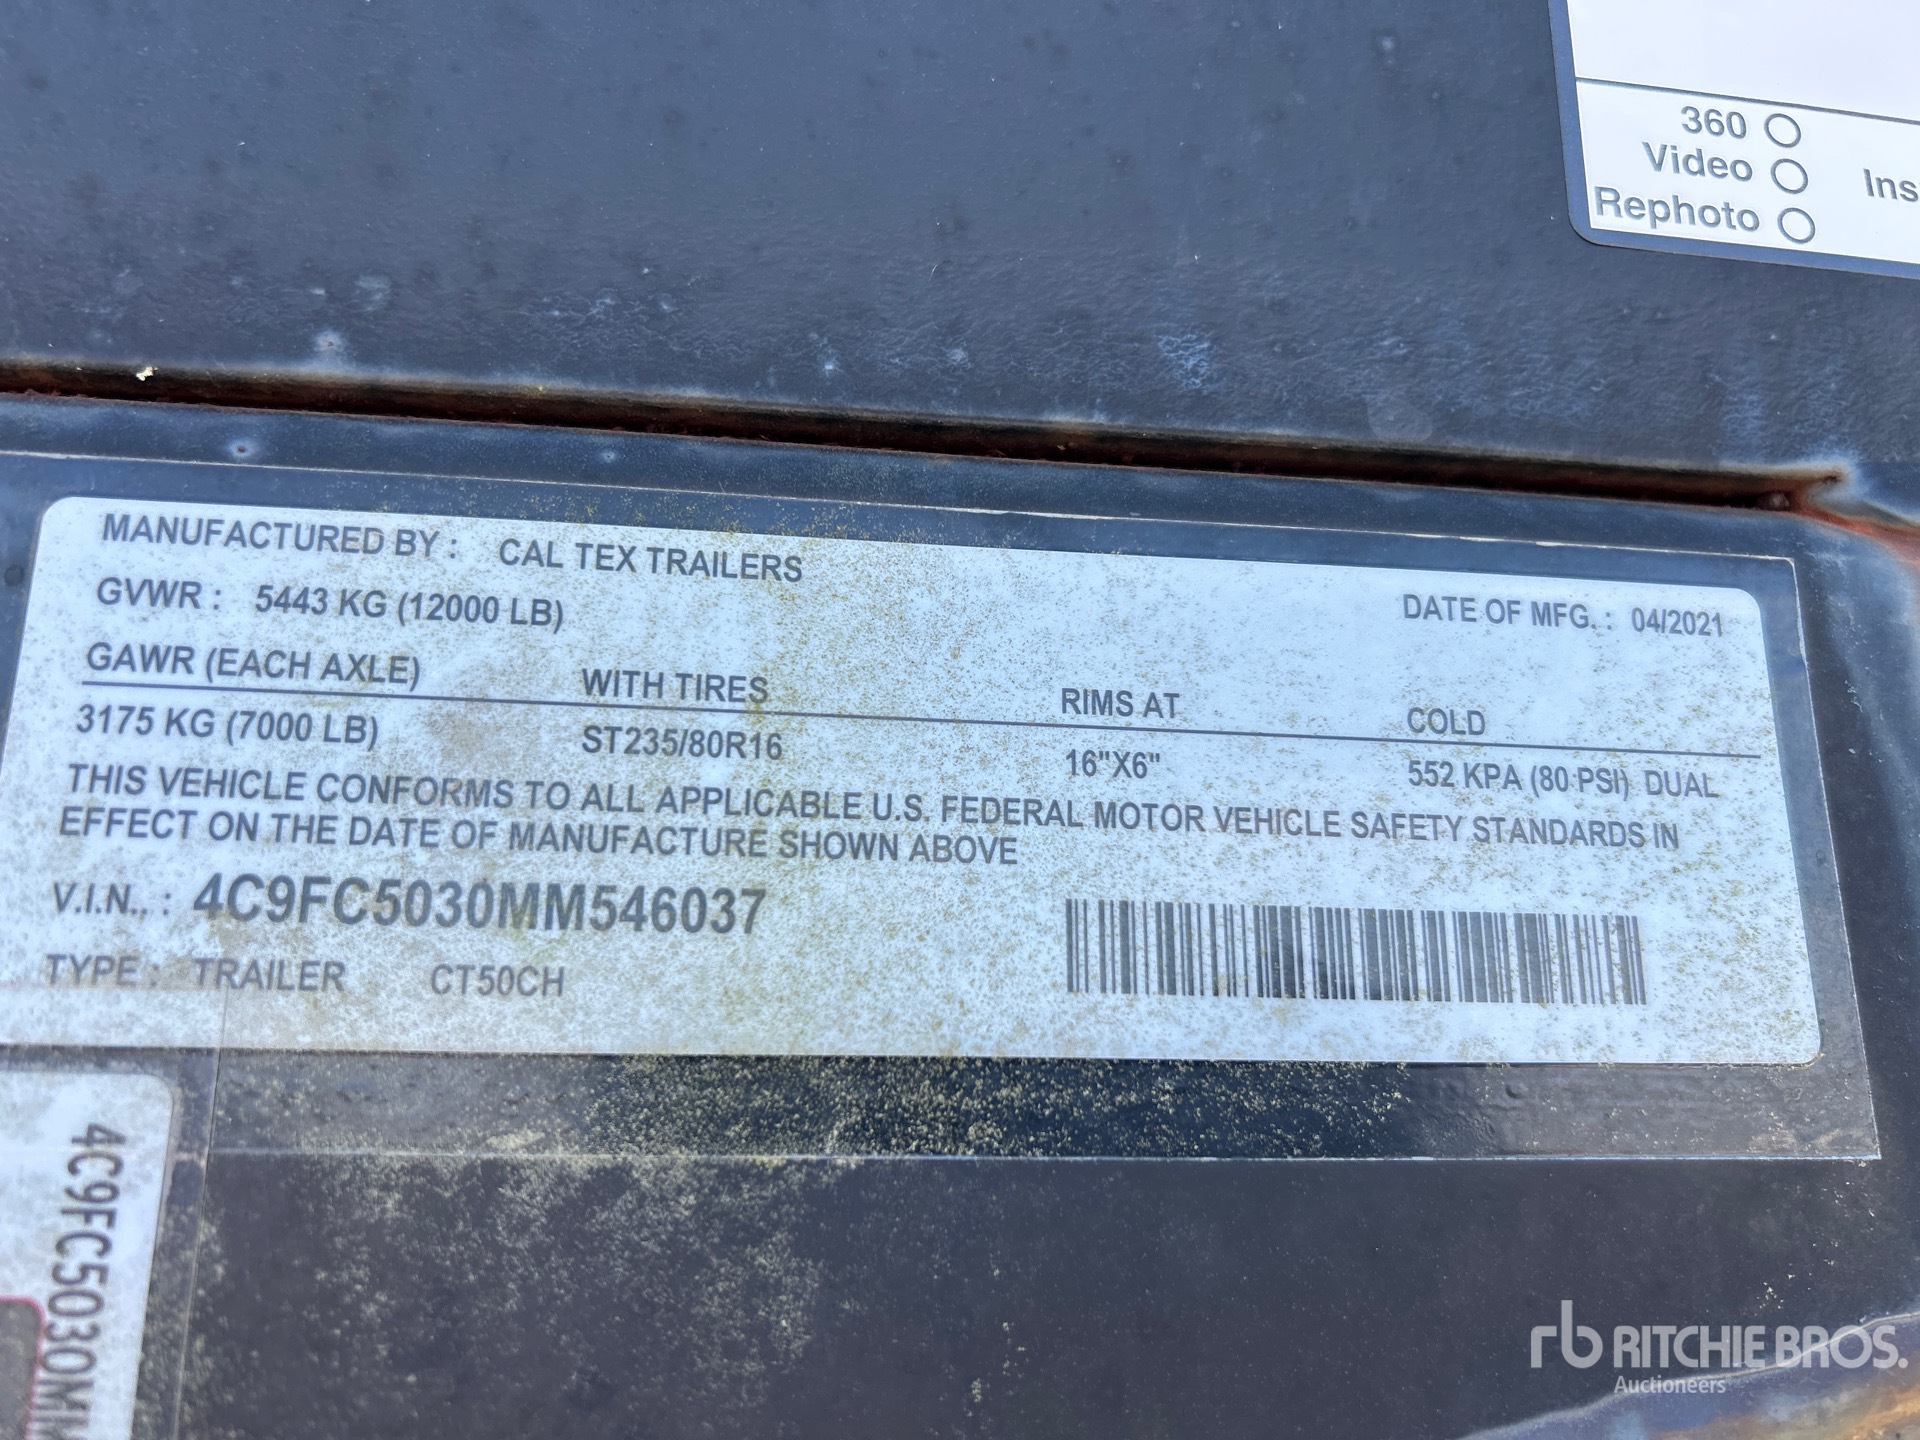 360
Video
Rephoto
Ins
MANUFACTURED BY : CAL TEX TRAILERS
GVWR : 5443 KG (12000 LB) DATE OF MFG. : 04/2021
GAWR (EACH AXLE) WITH TIRES RIMS AT COLD
3175 KG (7000 LB) ST235/80R16 16"X6" 552 KPA (80 PSI) DUAL
THIS VEHICLE CONFORMS TO ALL APPLICABLE U.S. FEDERAL MOTOR VEHICLE SAFETY STANDARDS IN
EFFECT ON THE DATE OF MANUFACTURE SHOWN ABOVE
V.I.N.. : 4C9FC5030MM546037
TYPE : TRAILER CT50CH
4C9FC5030MM
rb RITCHIE BROS.
Auctioneers